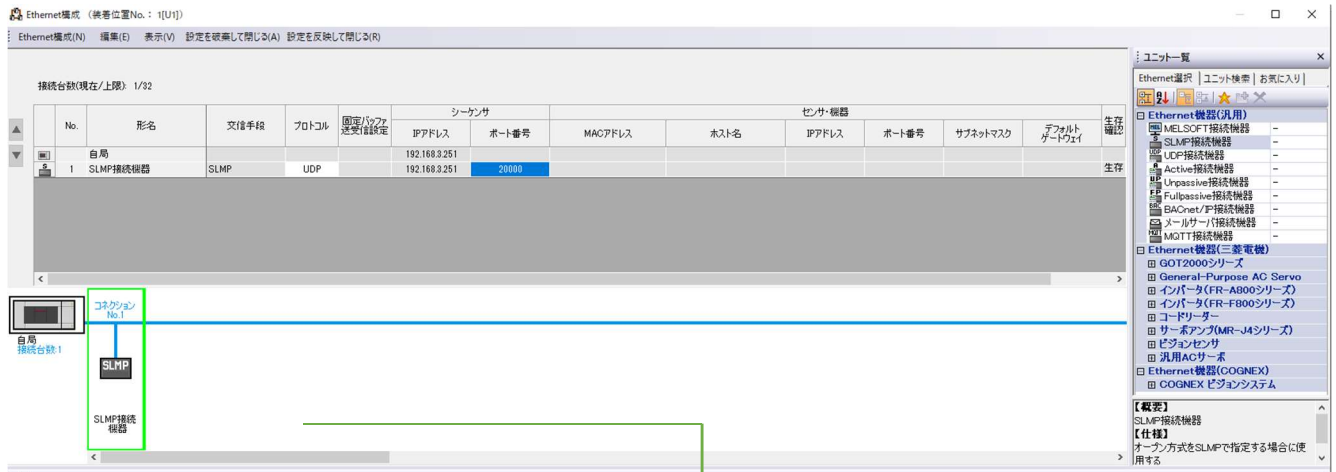 Ethernet構成 （装着位置No.： 1[U1]）
Ethernet構成(N) 編集(E) 表示(V) 設定を破棄して閉じる(A) 設定を反映して閉じる(R)
接続台数(現在/上限): 1/32
シーケンサ センサ・機器
No. 形名 交信手段 プロトコル 固定バッファ送受信設定 IPアドレス ポート番号 MACアドレス ホスト名 IPアドレス ポート番号 サブネットマスク デフォルトゲートウェイ 生存確認
自局 192.168.3.251
1 SLMP接続機器 SLMP UDP 192.168.3.251 20000 生存
コネクション
No.1
自局
接続台数:1
SLMP
SLMP接続
機器
ユニット一覧
Ethernet選択 ユニット検索 お気に入り
Ethernet機器(汎用)
MELSOFT接続機器 -
SLMP接続機器 -
UDP接続機器 -
Active接続機器 -
Unpassive接続機器 -
Fullpassive接続機器 -
BACnet/IP接続機器 -
メールサーバ接続機器 -
MQTT接続機器 -
Ethernet機器(三菱電機)
GOT2000シリーズ
General-Purpose AC Servo
インバータ(FR-A800シリーズ)
インバータ(FR-F800シリーズ)
コードリーダー
サーボアンプ(MR-J4シリーズ)
ビジョンセンサ
汎用ACサーボ
Ethernet機器(COGNEX)
COGNEX ビジョンシステム
【概要】
SLMP接続機器
【仕様】
オープン方式をSLMPで指定する場合に使
用する